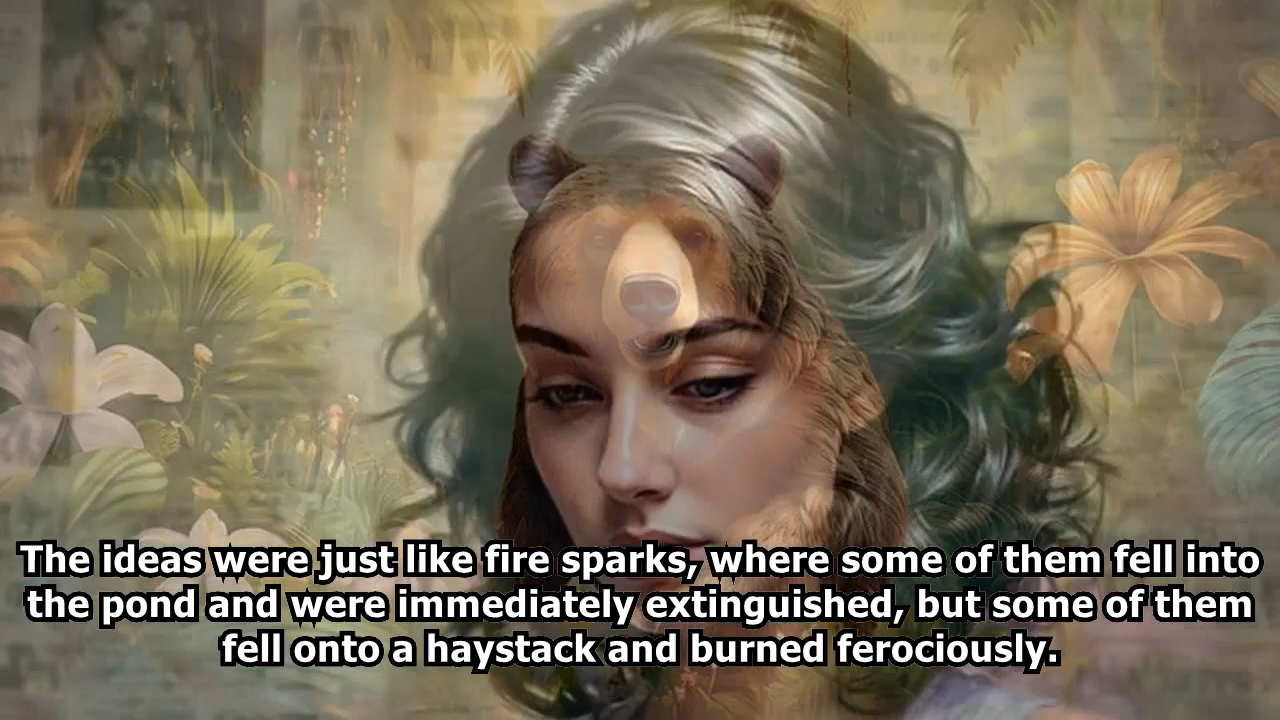 The ideas were just like fire sparks, where some of them fell into
the pond and were immediately extinguished, but some of them
fell onto a haystack and burned ferociously.